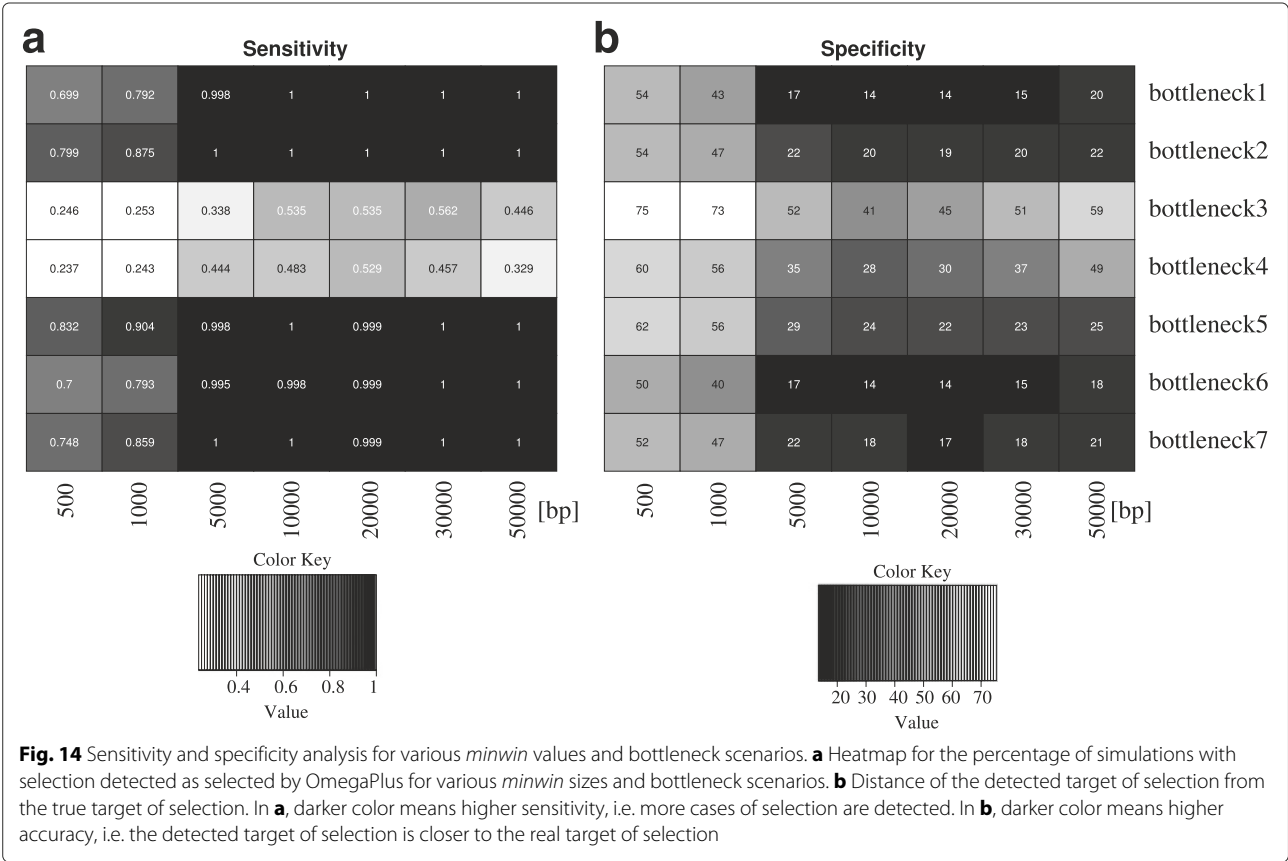 a
Sensitivity
0.699 0.792 0.998 1 1 1 1
0.799 0.875 1 1 1 1 1
0.246 0.253 0.338 0.535 0.535 0.562 0.446
0.237 0.243 0.444 0.483 0.529 0.457 0.329
0.832 0.904 0.998 1 0.999 1 1
0.7 0.793 0.995 0.998 0.999 1 1
0.748 0.859 1 1 0.999 1 1
500 1000 5000 10000 20000 30000 50000 [bp]
Color Key
0.4 0.6 0.8 1
Value
b
Specificity
54 43 17 14 14 15 20 bottleneck1
54 47 22 20 19 20 22 bottleneck2
75 73 52 41 45 51 59 bottleneck3
60 56 35 28 30 37 49 bottleneck4
62 56 29 24 22 23 25 bottleneck5
50 40 17 14 14 15 18 bottleneck6
52 47 22 18 17 18 21 bottleneck7
500 1000 5000 10000 20000 30000 50000 [bp]
Color Key
20 30 40 50 60 70
Value
Fig. 14 Sensitivity and specificity analysis for various minwin values and bottleneck scenarios. a Heatmap for the percentage of simulations with
selection detected as selected by OmegaPlus for various minwin sizes and bottleneck scenarios. b Distance of the detected target of selection from
the true target of selection. In a, darker color means higher sensitivity, i.e. more cases of selection are detected. In b, darker color means higher
accuracy, i.e. the detected target of selection is closer to the real target of selection